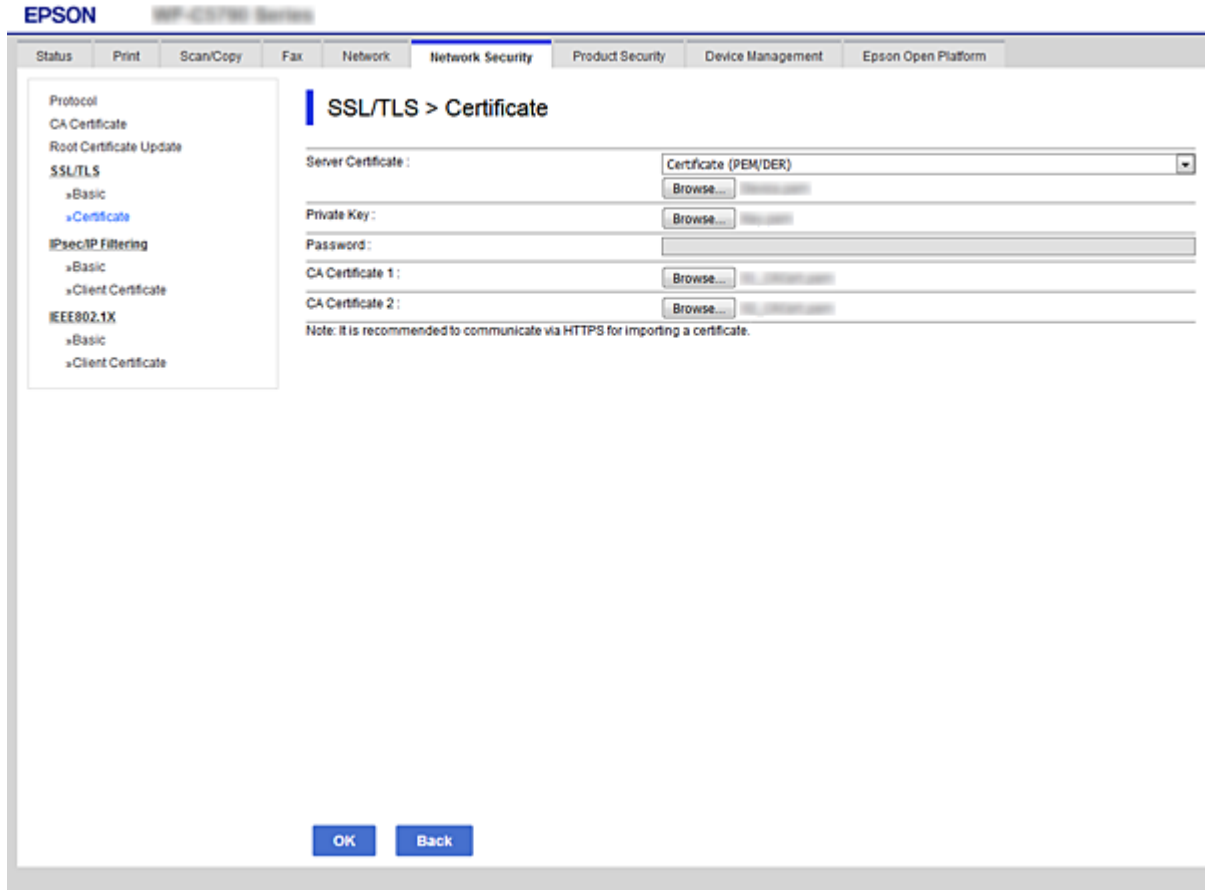 EPSON
Status Print Scan/Copy Fax Network Network Security Product Security Device Management Epson Open Platform
Protocol
CA Certificate
Root Certificate Update
SSL/TLS
»Basic
»Certificate
IPsec/IP Filtering
»Basic
»Client Certificate
IEEE802.1X
»Basic
»Client Certificate
SSL/TLS > Certificate
Server Certificate : Certificate (PEM/DER)
Browse...
Private Key : Browse...
Password :
CA Certificate 1 : Browse...
CA Certificate 2 : Browse...
Note: It is recommended to communicate via HTTPS for importing a certificate.
OK Back